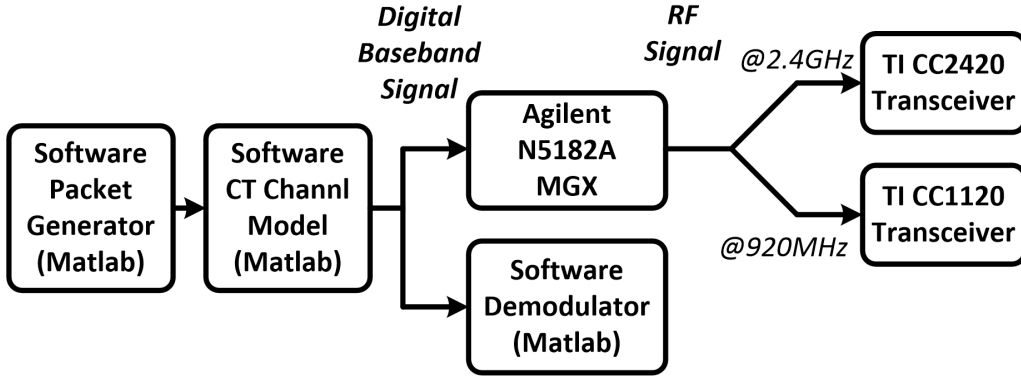 Digital
Baseband
Signal
RF
Signal
@2.4GHz
TI CC2420
Transceiver
Software
Packet
Generator
(Matlab)
Software
CT Channl
Model
(Matlab)
Agilent
N5182A
MGX
TI CC1120
Transceiver
@920MHz
Software
Demodulator
(Matlab)